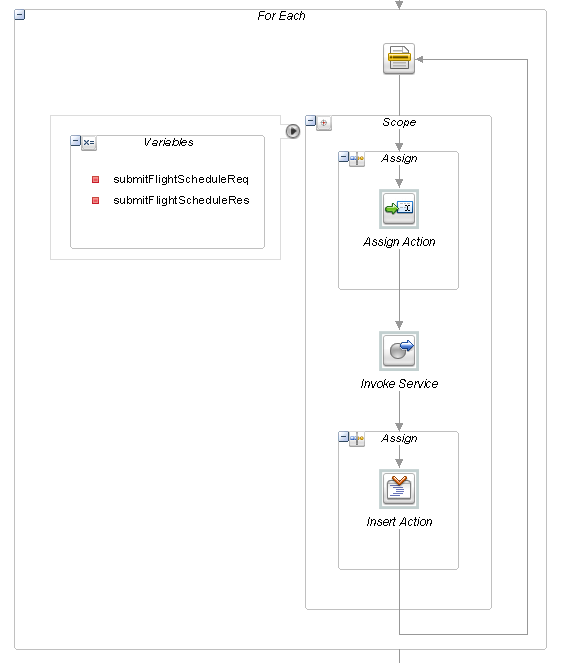 For Each
Scope
Variables
submitFlightScheduleReq
submitFlightScheduleRes
Assign
Assign Action
Invoke Service
Assign
Insert Action